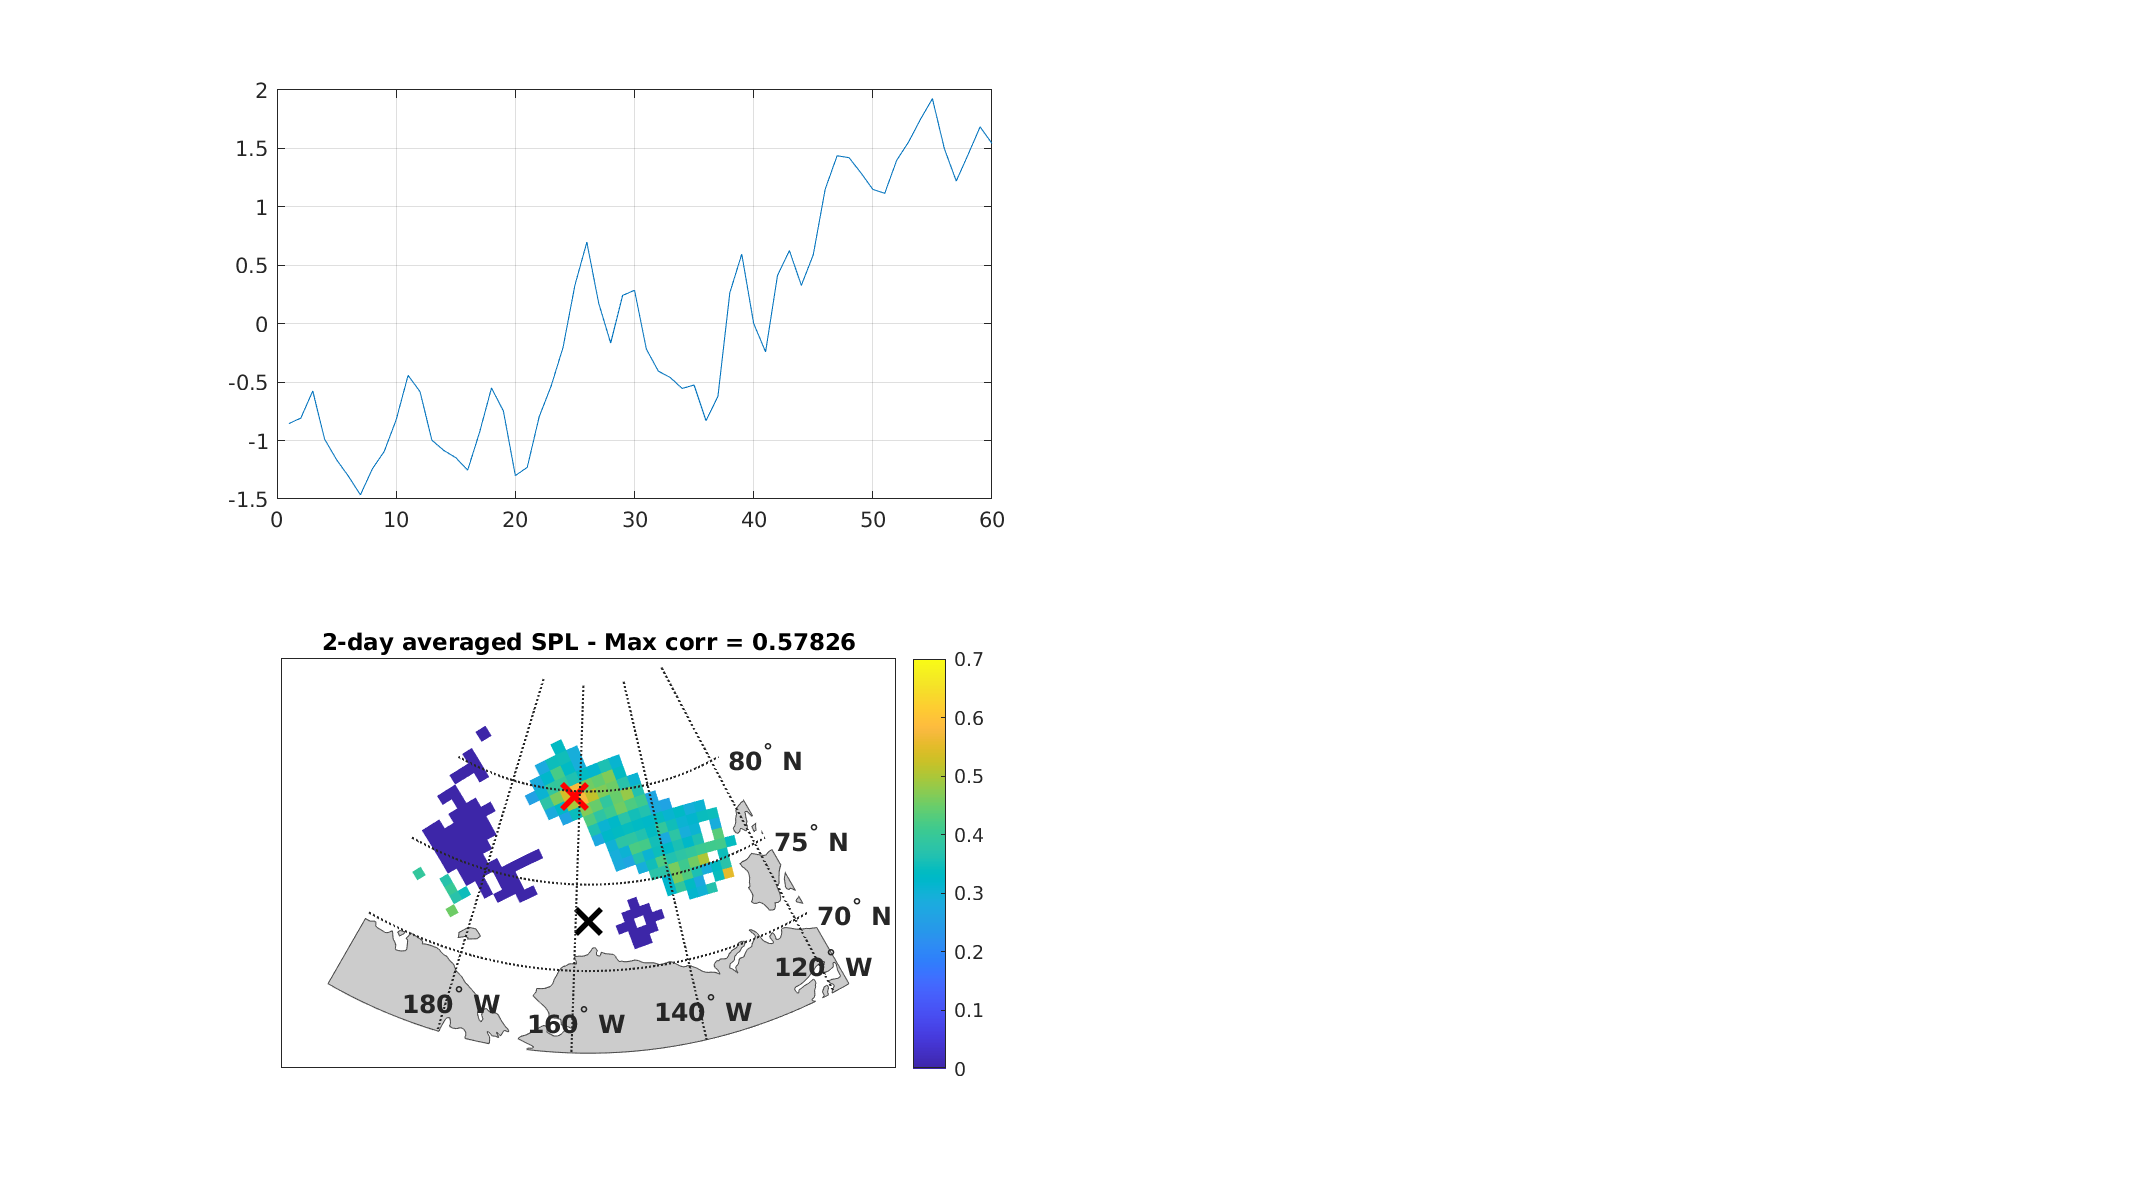 2
1.5
1
0.5
0
-0.5
-1
-1.5
0 10 20 30 40 50 60
2-day averaged SPL - Max corr = 0.57826
80° N
75° N
70° N
120° W
180° W
160° W
140° W
0.7
0.6
0.5
0.4
0.3
0.2
0.1
0